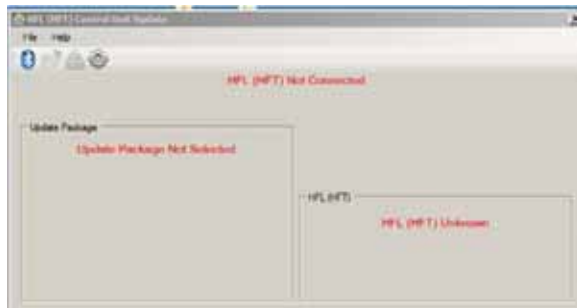 HFL (HFT) Control Unit Update
File Help
HFL (HFT) Not Connected
Update Package
Update Package Not Selected
HFL (HFT)
HFL (HFT) Unknown